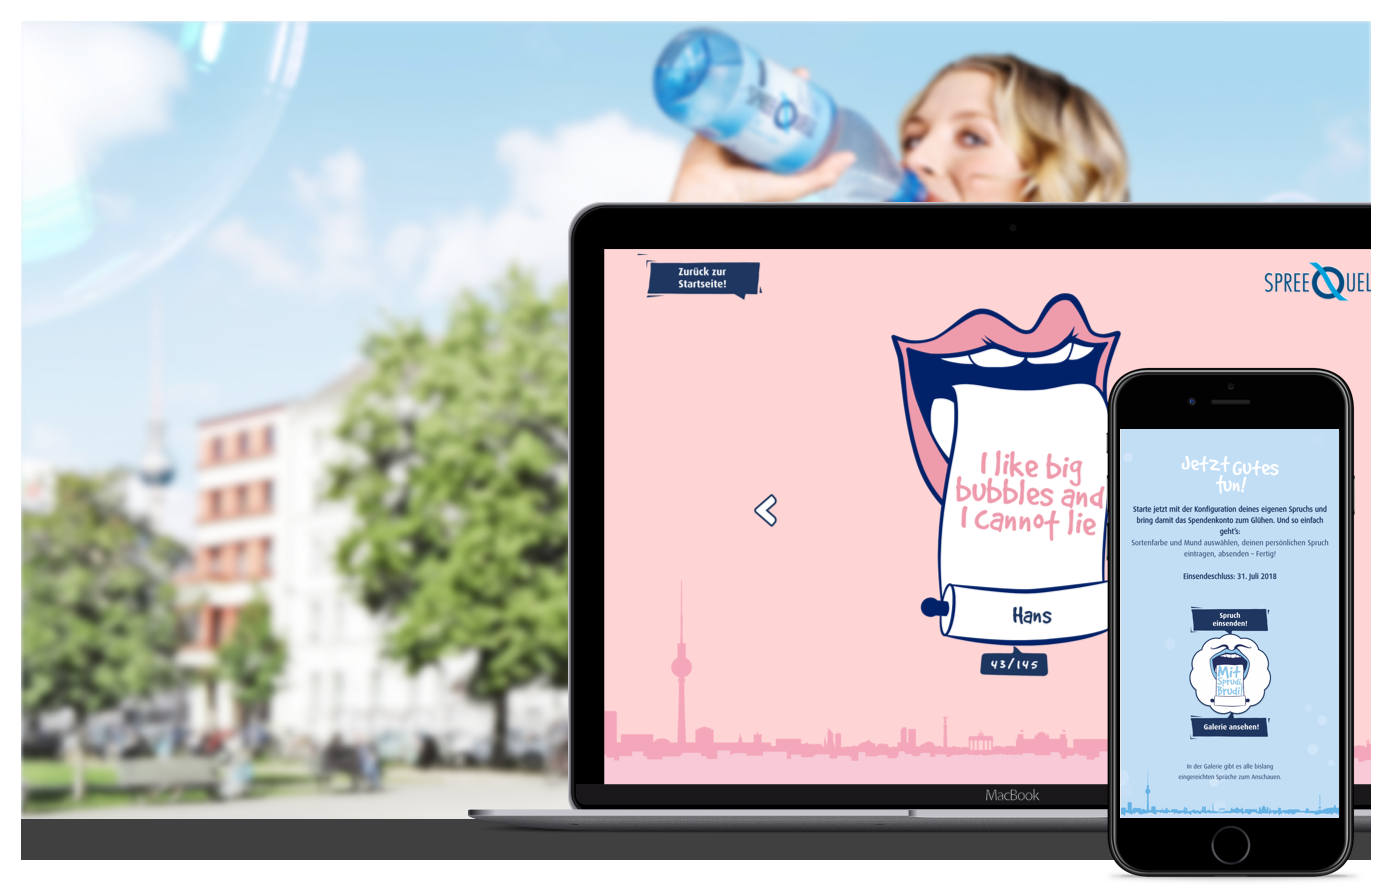 Zurück zur
Startseite!
SPREEQUEL
I like big
bubbles and
I cannot lie
Hans
43/145
MacBook
Jetzt Gutes
tun!
Starte jetzt mit der Konfiguration deines eigenen Spruchs und
bring damit das Spendenkonto zum Glühen. Und so einfach
geht's:
Sortenfarbe und Mund auswählen, deinen persönlichen Spruch
eintragen, absenden – Fertig!
Einsendeschluss: 31. Juli 2018
Spruch
einsenden!
Mit
Sprudi,
Brudi!
Galerie ansehen!
In der Galerie gibt es alle bislang
eingereichten Sprüche zum Anschauen.